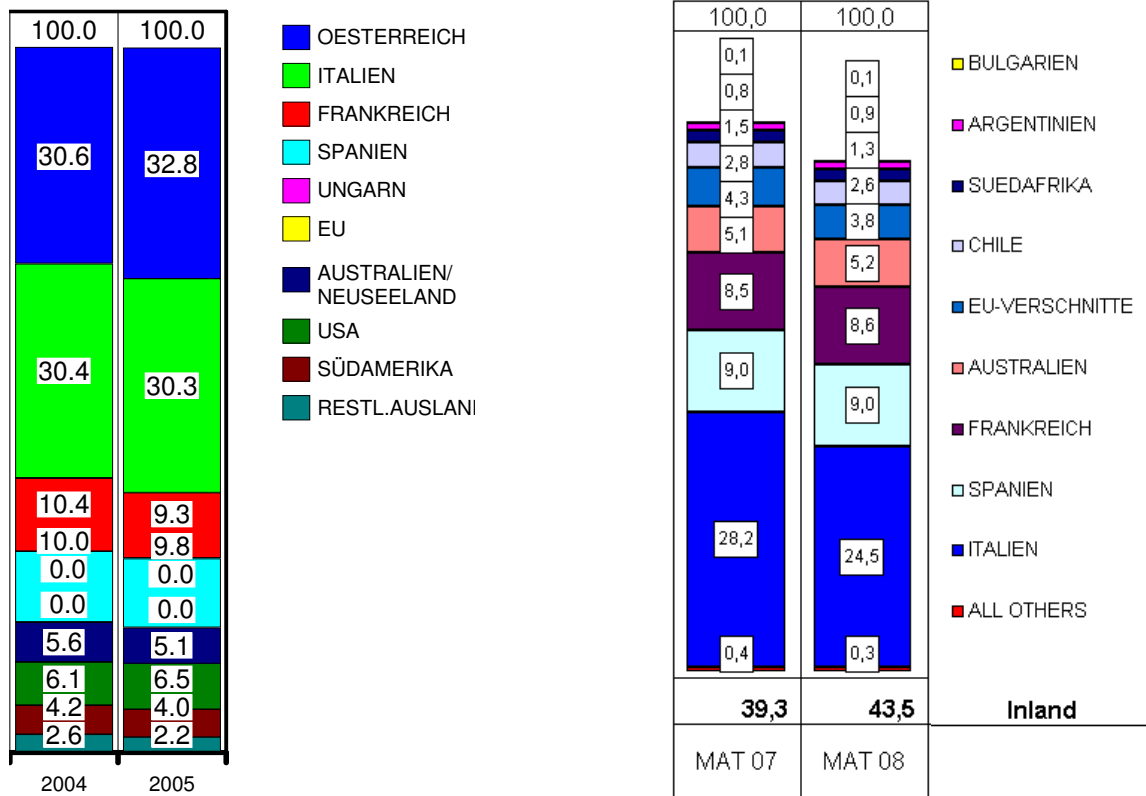 100.0 100.0
30.6 32.8
30.4 30.3
10.4 9.3
10.0 9.8
0.0 0.0
0.0 0.0
5.6 5.1
6.1 6.5
4.2 4.0
2.6 2.2
2004 2005
OESTERREICH
ITALIEN
FRANKREICH
SPANIEN
UNGARN
EU
AUSTRALIEN/
NEUSEELAND
USA
SÜDAMERIKA
RESTL.AUSLANI
100,0 100,0
0,1 0,1
0,8 0,9
1,5 1,3
2,8 2,6
4,3 3,8
5,1 5,2
8,5 8,6
9,0 9,0
28,2 24,5
0,4 0,3
39,3 43,5 Inland
MAT 07 MAT 08
BULGARIEN
ARGENTINIEN
SUEDAFRIKA
CHILE
EU-VERSCHNITTE
AUSTRALIEN
FRANKREICH
SPANIEN
ITALIEN
ALL OTHERS